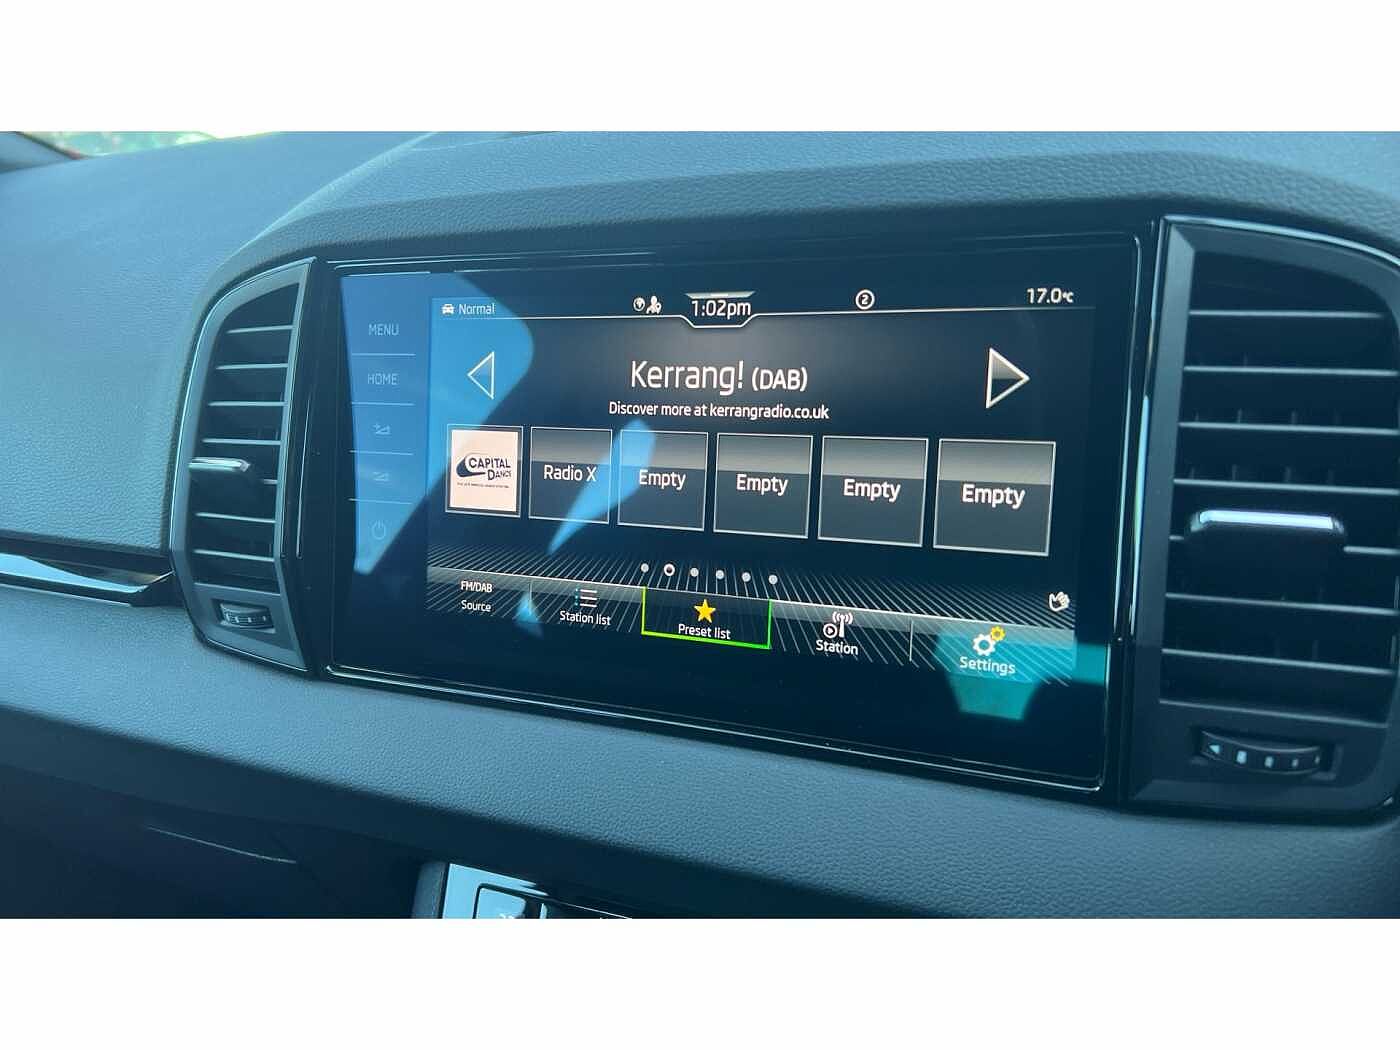 MENU
HOME
Normal
1:02pm
2
17.0°C
Kerrang! (DAB)
Discover more at kerrangradio.co.uk
CAPITAL
DANCE
Radio X
Empty
Empty
Empty
Empty
FM/DAB
Source
Station list
Preset list
Station
Settings